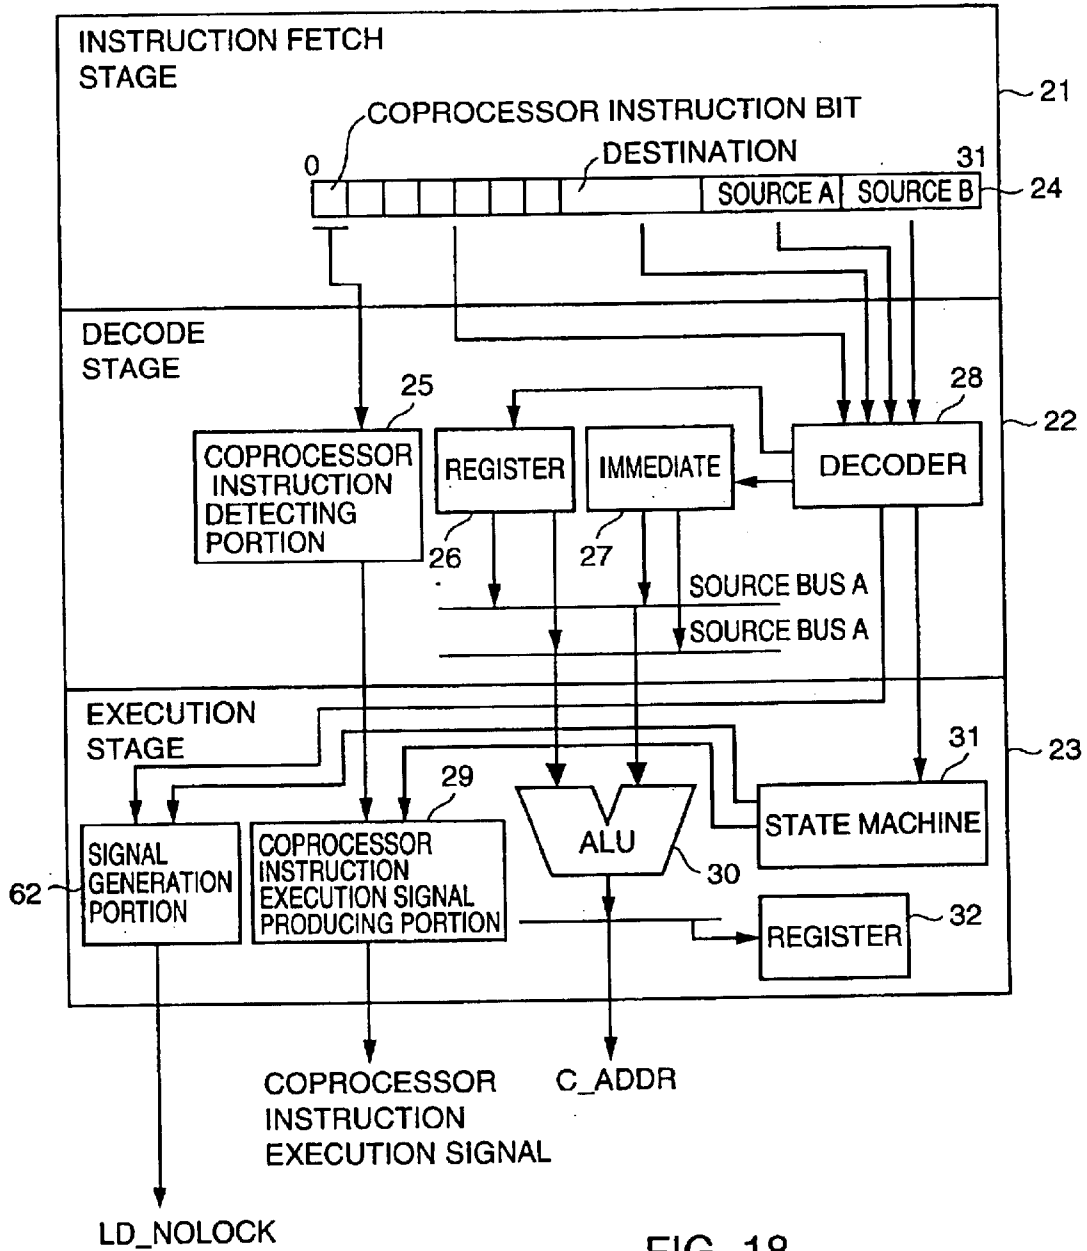 INSTRUCTION FETCH
STAGE
21
COPROCESSOR INSTRUCTION BIT
DESTINATION
0
31
SOURCE A
SOURCE B
24
DECODE
STAGE
25
28
22
COPROCESSOR
INSTRUCTION
DETECTING
PORTION
REGISTER
IMMEDIATE
DECODER
26
27
SOURCE BUS A
SOURCE BUS A
EXECUTION
STAGE
31
23
29
SIGNAL
GENERATION
PORTION
COPROCESSOR
INSTRUCTION
EXECUTION SIGNAL
PRODUCING PORTION
ALU
STATE MACHINE
30
62
32
REGISTER
COPROCESSOR
INSTRUCTION
EXECUTION SIGNAL
C_ADDR
LD_NOLOCK
FIG. 18